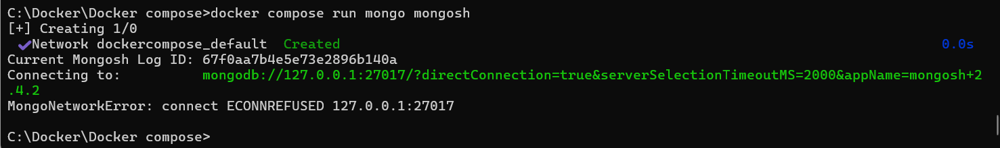 C:\Docker\Docker compose>docker compose run mongo mongosh
[+] Creating 1/0
✔Network dockercompose_default  Created 0.0s
Current Mongosh Log ID: 67f0aa7b4e5e73e2896b140a
Connecting to:          mongodb://127.0.0.1:27017/?directConnection=true&serverSelectionTimeoutMS=2000&appName=mongosh+2
.4.2
MongoNetworkError: connect ECONNREFUSED 127.0.0.1:27017
C:\Docker\Docker compose>